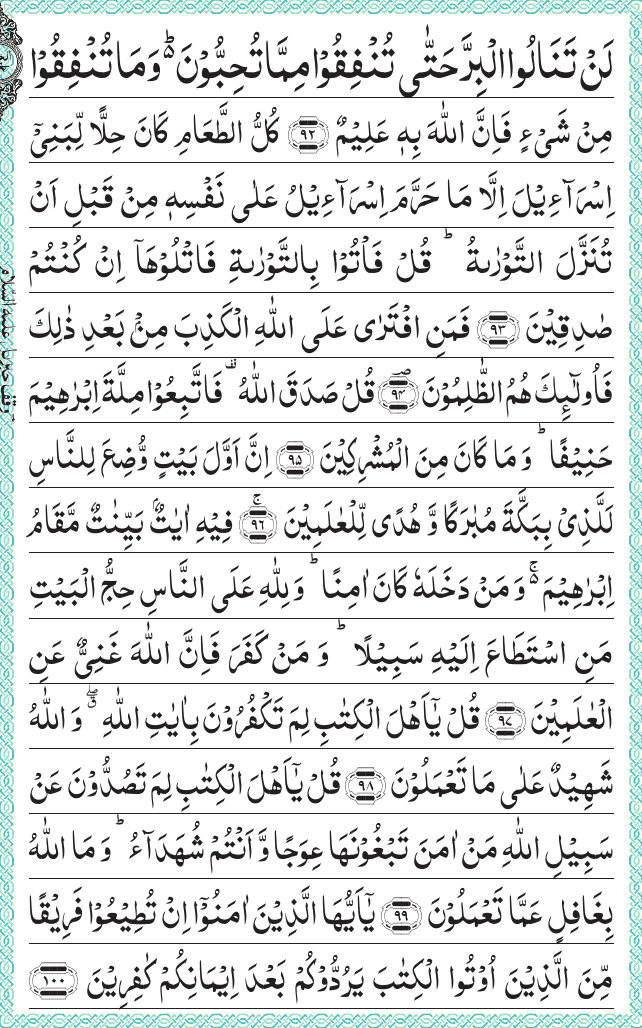 لَنْ تَنَالُوا الْبِرَّ حَتّٰى تُنْفِقُوْا مِمَّا تُحِبُّوْنَ ؕ وَمَا تُنْفِقُوْا
مِنْ شَیْءٍ فَاِنَّ اللّٰهَ بِهٖ عَلِیْمٌ ﴿۹۲﴾ كُلُّ الطَّعَامِ كَانَ حِلًّا لِّبَنِیْۤ
اِسْرَآءِیْلَ اِلَّا مَا حَرَّمَ اِسْرَآءِیْلُ عَلٰى نَفْسِهٖ مِنْ قَبْلِ اَنْ
تُنَزَّلَ التَّوْرٰىةُ ؕ قُلْ فَاْتُوْا بِالتَّوْرٰىةِ فَاتْلُوْهَاۤ اِنْ كُنْتُمْ
صٰدِقِیْنَ ﴿۹۳﴾ فَمَنِ افْتَرٰى عَلَى اللّٰهِ الْكَذِبَ مِنْۢ بَعْدِ ذٰلِكَ
فَاُولٰٓىِٕكَ هُمُ الظّٰلِمُوْنَ ﴿۹۴﴾ؔ قُلْ صَدَقَ اللّٰهُ ۫ فَاتَّبِعُوْا مِلَّةَ اِبْرٰهِیْمَ
حَنِیْفًا ؕ وَمَا كَانَ مِنَ الْمُشْرِكِیْنَ ﴿۹۵﴾ اِنَّ اَوَّلَ بَیْتٍ وُّضِعَ لِلنَّاسِ
لَلَّذِیْ بِبَكَّةَ مُبٰرَكًا وَّهُدًى لِّلْعٰلَمِیْنَ ﴿۹۶﴾ۚ فِیْهِ اٰیٰتٌۢ بَیِّنٰتٌ مَّقَامُ
اِبْرٰهِیْمَ ۚ۬ وَمَنْ دَخَلَهٗ كَانَ اٰمِنًا ؕ وَلِلّٰهِ عَلَى النَّاسِ حِجُّ الْبَیْتِ
مَنِ اسْتَطَاعَ اِلَیْهِ سَبِیْلًا ؕ وَمَنْ كَفَرَ فَاِنَّ اللّٰهَ غَنِیٌّ عَنِ
الْعٰلَمِیْنَ ﴿۹۷﴾ قُلْ یٰۤاَهْلَ الْكِتٰبِ لِمَ تَكْفُرُوْنَ بِاٰیٰتِ اللّٰهِ ۖۗ وَاللّٰهُ
شَهِیْدٌ عَلٰى مَا تَعْمَلُوْنَ ﴿۹۸﴾ قُلْ یٰۤاَهْلَ الْكِتٰبِ لِمَ تَصُدُّوْنَ عَنْ
سَبِیْلِ اللّٰهِ مَنْ اٰمَنَ تَبْغُوْنَهَا عِوَجًا وَّاَنْتُمْ شُهَدَآءُ ؕ وَمَا اللّٰهُ
بِغَافِلٍ عَمَّا تَعْمَلُوْنَ ﴿۹۹﴾ یٰۤاَیُّهَا الَّذِیْنَ اٰمَنُوْۤا اِنْ تُطِیْعُوْا فَرِیْقًا
مِّنَ الَّذِیْنَ اُوْتُوا الْكِتٰبَ یَرُدُّوْكُمْ بَعْدَ اِیْمَانِكُمْ كٰفِرِیْنَ ﴿۱۰۰﴾